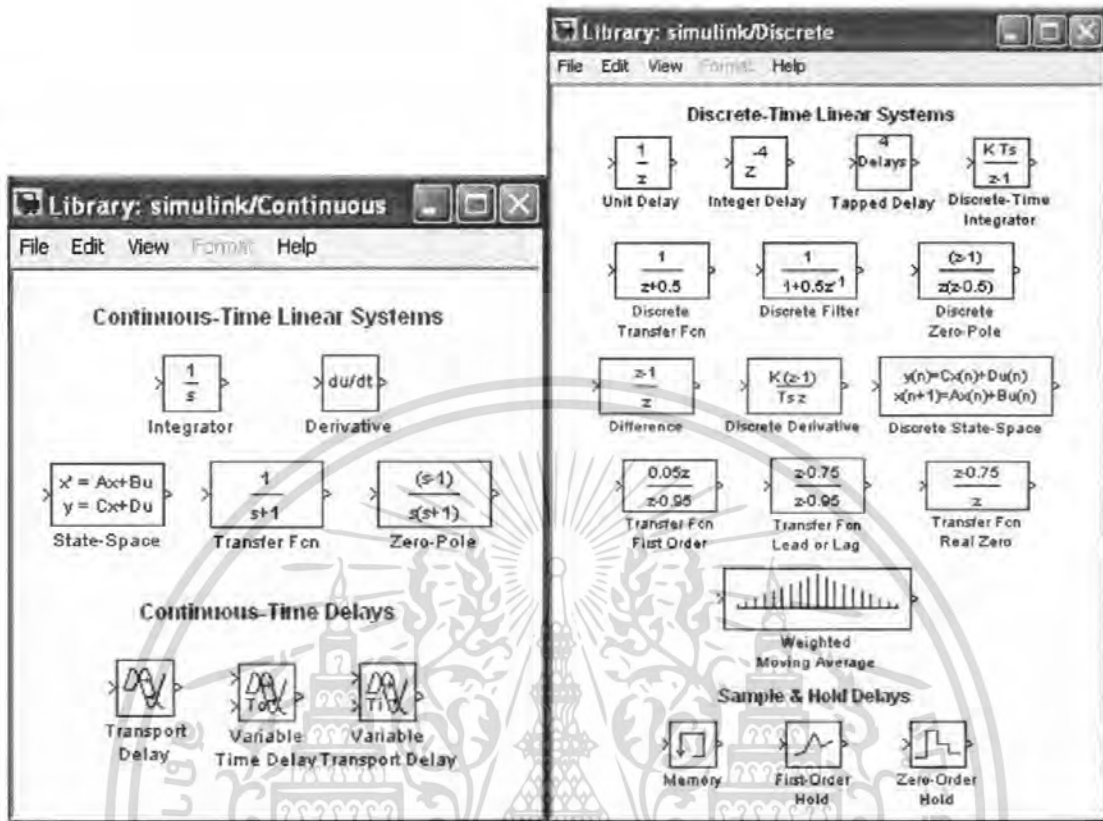 Library: simulink/Continuous
File Edit View Format Help
Continuous-Time Linear Systems
1
s
Integrator
du/dt
Derivative
x' = Ax+Bu
y = Cx+Du
State-Space
1
s+1
Transfer Fcn
(s-1)
s(s+1)
Zero-Pole
Continuous-Time Delays
Transport
Delay
To
Variable
Time Delay
Ti
Variable
Transport Delay
Library: simulink/Discrete
File Edit View Format Help
Discrete-Time Linear Systems
1
z
Unit Delay
z-4
Integer Delay
4
Delays
Tapped Delay
K Ts
z-1
Discrete-Time
Integrator
1
z+0.5
Discrete
Transfer Fcn
1
1+0.5z-1
Discrete Filter
(z-1)
z(z-0.5)
Discrete
Zero-Pole
z-1
z
Difference
K (z-1)
Ts z
Discrete Derivative
y(n)=Cx(n)+Du(n)
x(n+1)=Ax(n)+Bu(n)
Discrete State-Space
0.05z
z-0.95
Transfer Fcn
First Order
z-0.75
z-0.95
Transfer Fcn
Lead or Lag
z-0.75
z
Transfer Fcn
Real Zero
Weighted
Moving Average
Sample & Hold Delays
Memory
First-Order
Hold
Zero-Order
Hold